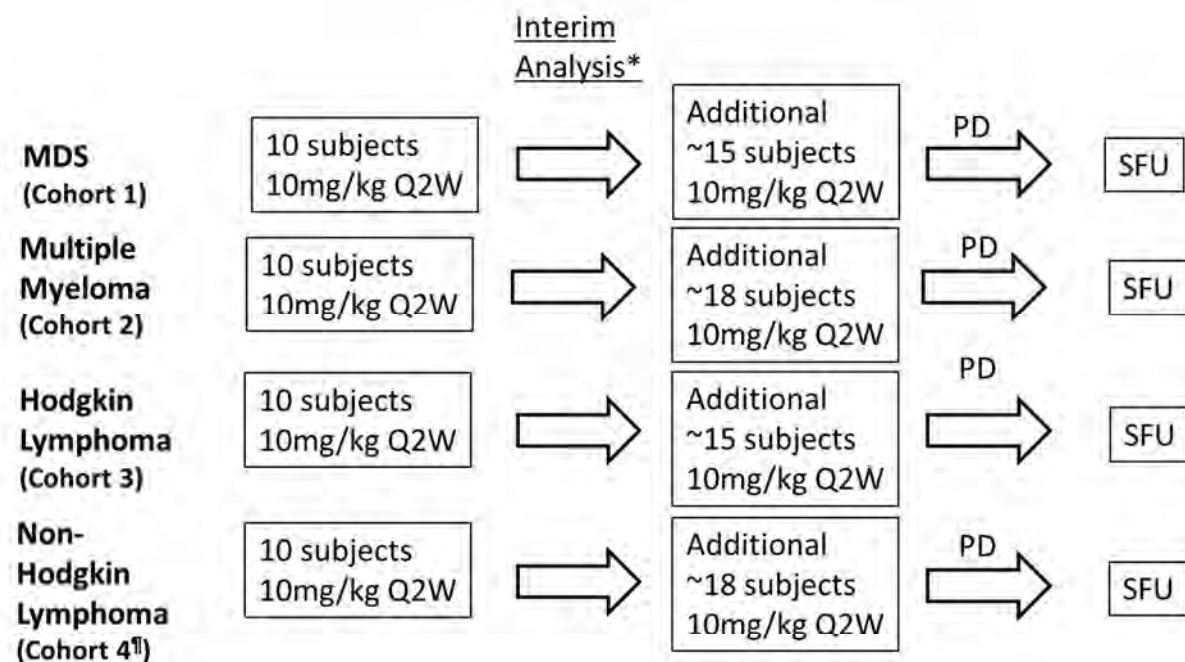 Interim
Analysis*
MDS
(Cohort 1)
10 subjects
10mg/kg Q2W
Additional
~15 subjects
10mg/kg Q2W
PD
SFU
Multiple
Myeloma
(Cohort 2)
10 subjects
10mg/kg Q2W
Additional
~18 subjects
10mg/kg Q2W
PD
SFU
Hodgkin
Lymphoma
(Cohort 3)
10 subjects
10mg/kg Q2W
Additional
~15 subjects
10mg/kg Q2W
PD
SFU
Non-
Hodgkin
Lymphoma
(Cohort 4¶)
10 subjects
10mg/kg Q2W
Additional
~18 subjects
10mg/kg Q2W
PD
SFU